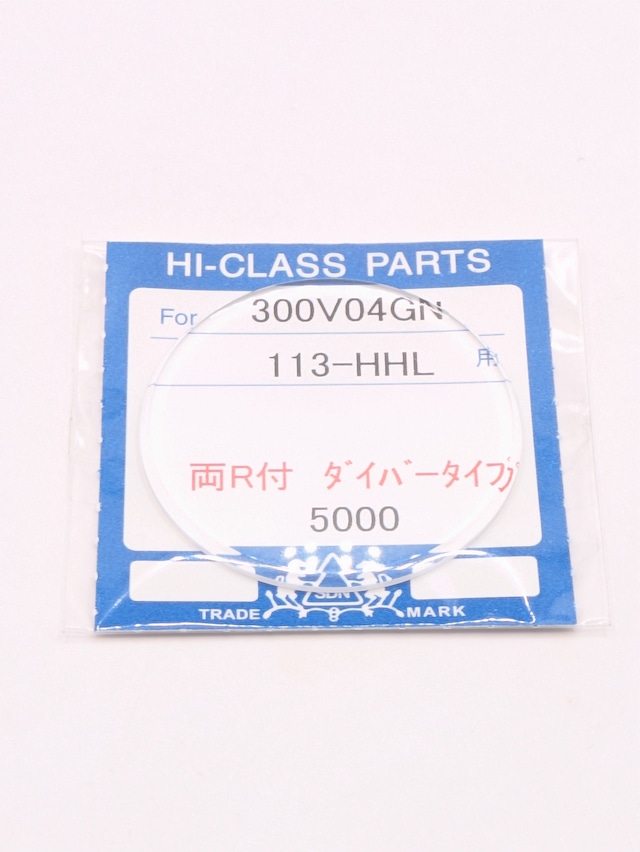 HI-CLASS PARTS
For 300V04GN
113-HHL 用
両R付 ﾀﾞｲﾊﾞｰﾀｲﾌﾟ
5000
SDN
TRADE MARK